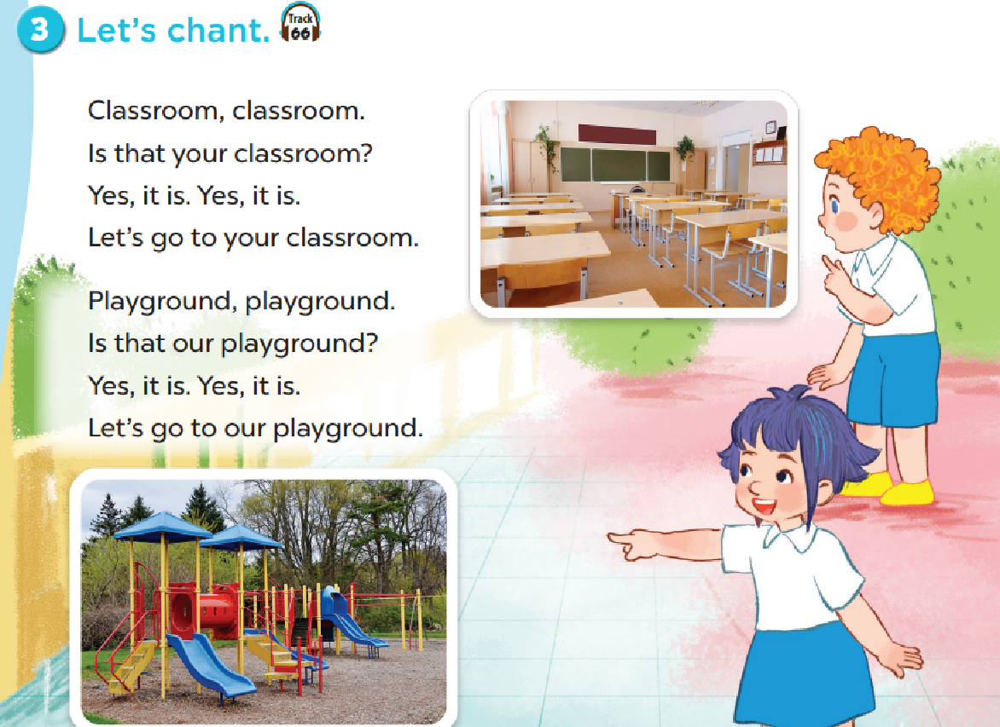 3 Let's chant. Track 66
Classroom, classroom.
Is that your classroom?
Yes, it is. Yes, it is.
Let's go to your classroom.
Playground, playground.
Is that our playground?
Yes, it is. Yes, it is.
Let's go to our playground.